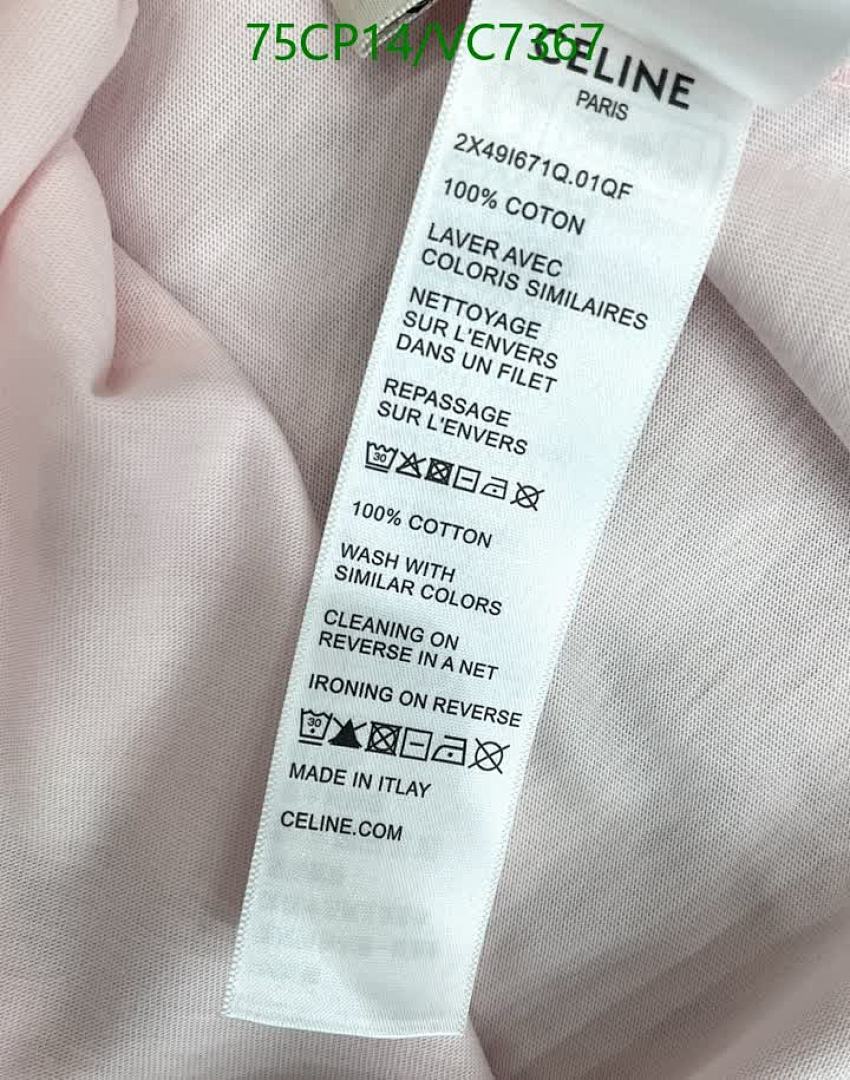 75CP14/VC7367
CELINE
PARIS
2X49I671Q.01QF
100% COTON
LAVER AVEC
COLORIS SIMILAIRES
NETTOYAGE
SUR L'ENVERS
DANS UN FILET
REPASSAGE
SUR L'ENVERS
30
100% COTTON
WASH WITH
SIMILAR COLORS
CLEANING ON
REVERSE IN A NET
IRONING ON REVERSE
30
MADE IN ITLAY
CELINE.COM